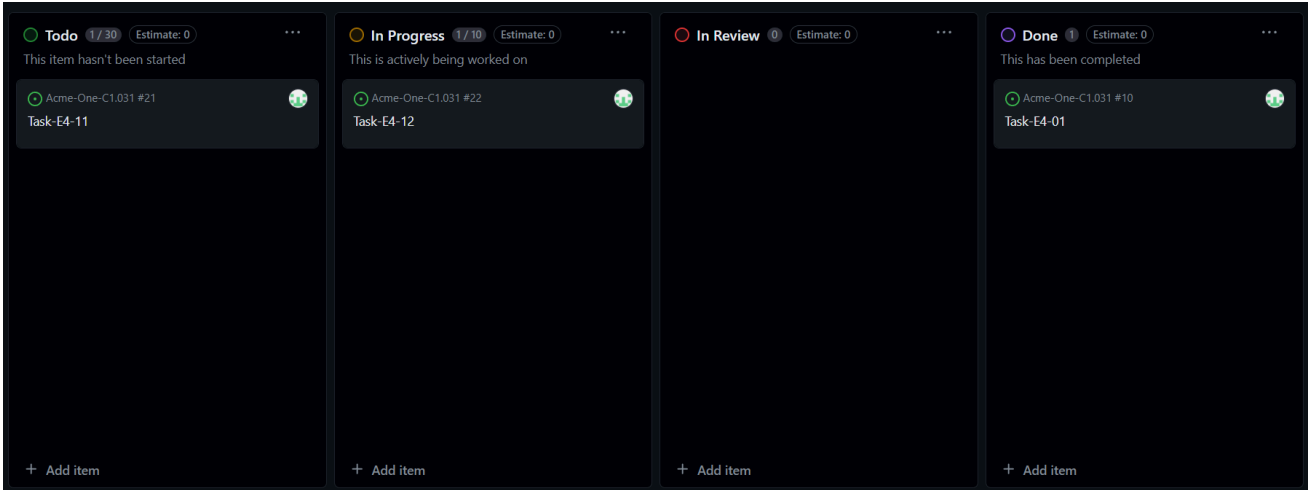 Todo 1 / 30 Estimate: 0
This item hasn't been started
Acme-One-C1.031 #21
Task-E4-11
Add item
In Progress 1 / 10 Estimate: 0
This is actively being worked on
Acme-One-C1.031 #22
Task-E4-12
Add item
In Review 0 Estimate: 0
Add item
Done 1 Estimate: 0
This has been completed
Acme-One-C1.031 #10
Task-E4-01
Add item